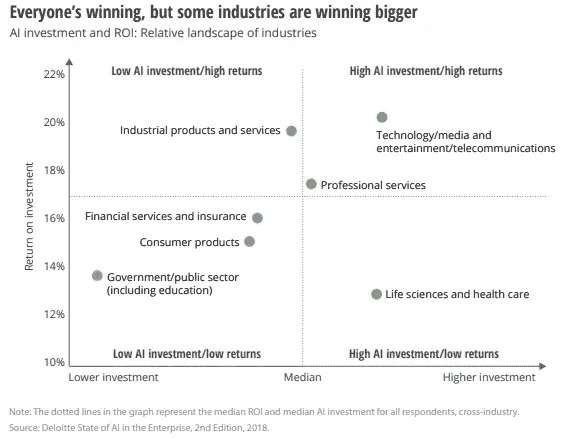 Everyone’s winning, but some industries are winning bigger
AI investment and ROI: Relative landscape of industries
22%
Low AI investment/high returns
High AI investment/high returns
20%
Industrial products and services
Technology/media and
entertainment/telecommunications
18%
Professional services
Return on investment
16%
Financial services and insurance
Consumer products
14%
Government/public sector
(including education)
Life sciences and health care
12%
Low AI investment/low returns
High AI investment/low returns
10%
Lower investment
Median
Higher investment
Note: The dotted lines in the graph represent the median ROI and median AI investment for all respondents, cross-industry.
Source: Deloitte State of AI in the Enterprise, 2nd Edition, 2018.